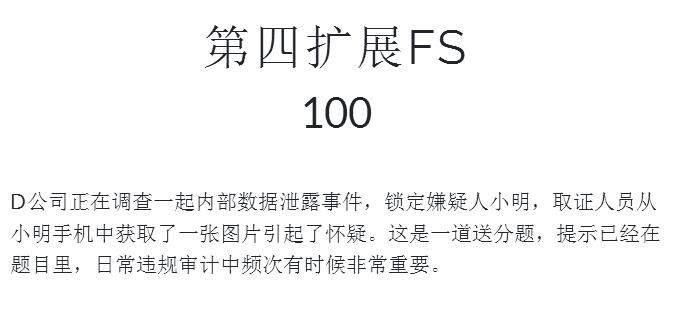 第四扩展FS
100
D公司正在调查一起内部数据泄露事件，锁定嫌疑人小明，取证人员从
小明手机中获取了一张图片引起了怀疑。这是一道送分题，提示已经在
题目里，日常违规审计中频次有时候非常重要。